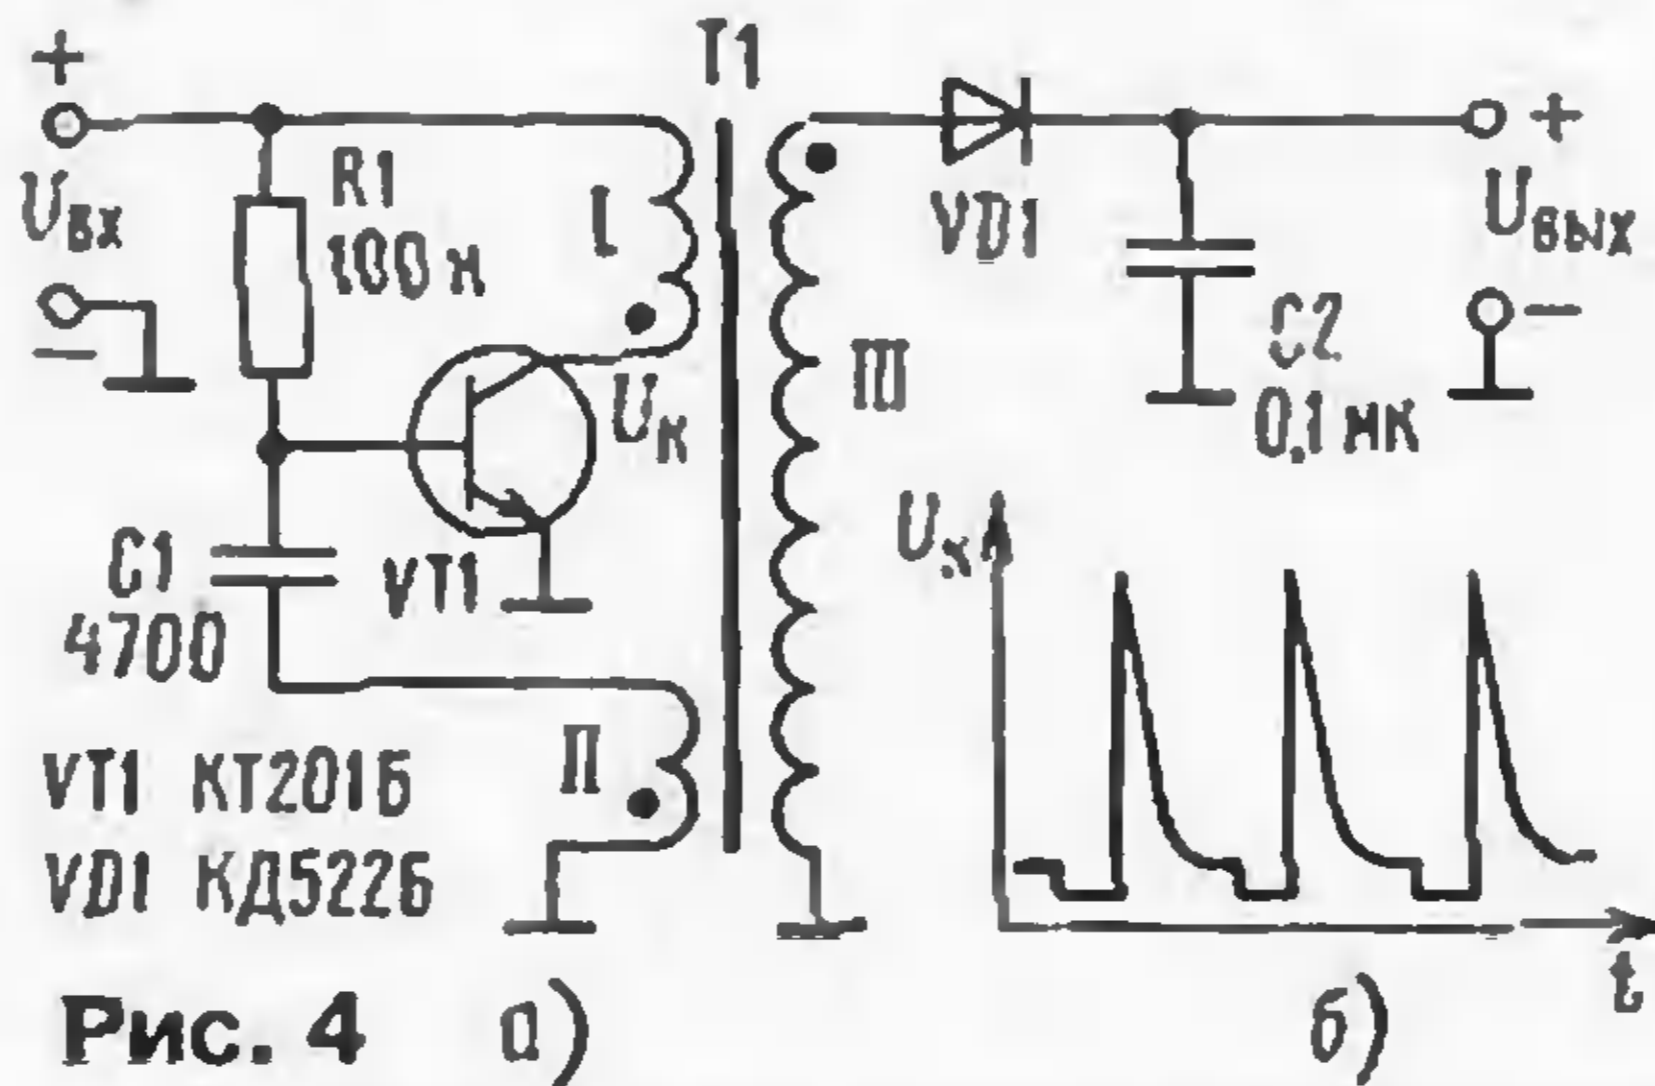 T1
+
Uвх
−
R1
100 к
I
Uк
VT1
C1
4700
II
III
VD1
C2
0,1 мк
+
Uвых
−
Uк
t
VT1 КТ201Б
VD1 КД522Б
Рис. 4
а)
б)